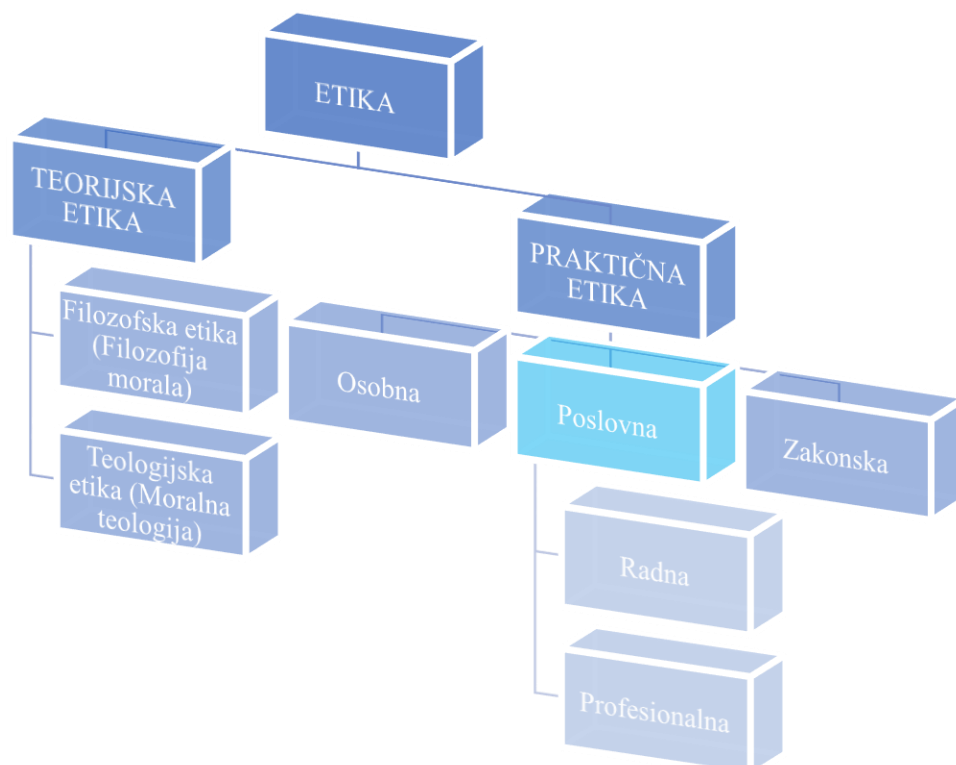 ETIKA
TEORIJSKA
ETIKA
Filozofska etika
(Filozofija
morala)
Teologijska
etika (Moralna
teologija)
PRAKTIČNA
ETIKA
Osobna
Poslovna
Radna
Profesionalna
Zakonska